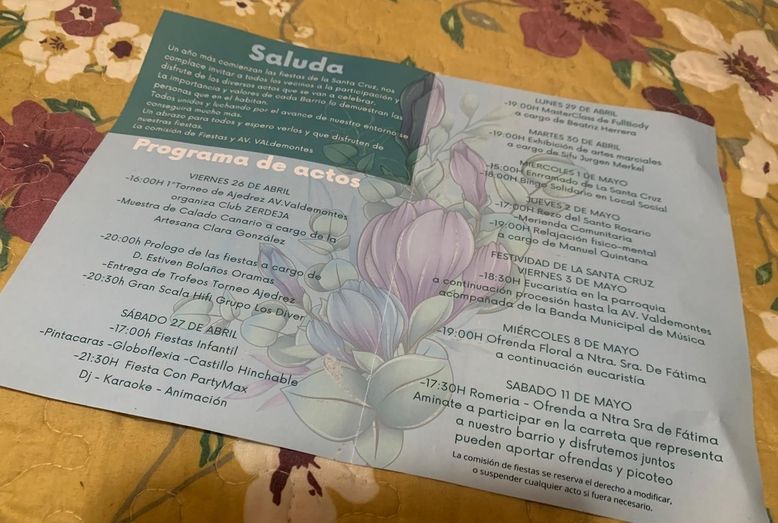 Saluda
Un año más comienzan las fiestas de la Santa Cruz, nos
complace invitar a todos los vecinos a la participación y
disfrute de los diversos actos que se van a celebrar.
La importancia y valores de cada Barrio lo demuestran las
personas que en el habitan.
Todos unidos y luchando por el avance de nuestro entorno se
conseguirá mucho más.
Un abrazo para todos y espero verlos y que disfruten de
nuestras fiestas.
La comisión de Fiestas y AV. VALdemontes
Programa de actos
VIERNES 26 DE ABRIL
-16:00H 1ºTorneo de Ajedrez AV.Valdemontes
organiza Club ZERDEJA
-Muestra de Calado Canario a cargo de la
Artesana Clara González
-20:00h Prologo de las fiestas a cargo de
D. Estiven Bolaños Oramas
-Entrega de Trofeos Torneo Ajedrez
-20:30h Gran Scala Hifi Grupo Los Diver
SÁBADO 27 DE ABRIL
-17:00h Fiestas Infantil
-Pintacaras -Globoflexia -Castillo Hinchable
-21:30H Fiesta Con PartyMax
Dj - Karaoke - Animación
LUNES 29 DE ABRIL
-19:00H MasterClass de FullBody
a cargo de Beatriz Herrera
MARTES 30 DE ABRIL
-19:00H Exhibición de artes marciales
a cargo de Sifu Jurgen Merkel
MIERCOLES 1 DE MAYO
-15:00H Enrramado de La Santa Cruz
-18:00H Bingo Solidario en Local Social
JUEVES 2 DE MAYO
-17:00H Rezo del Santo Rosario
-Merienda Comunitaria
-19:00H Relajación físico-mental
a cargo de Manuel Quintana
FESTIVIDAD DE LA SANTA CRUZ
VIERNES 3 DE MAYO
-18:30H Eucaristía en la parroquia
a continuación procesión hasta la AV. Valdemontes
acompañada de la Banda Municipal de Música
MIÉRCOLES 8 DE MAYO
-19:00H Ofrenda Floral a Ntra. Sra. De Fátima
a continuación eucaristía
SABADO 11 DE MAYO
-17:30H Romería - Ofrenda a Ntra Sra de Fátima
Aminate a participar en la carreta que representa
a nuestro barrio y disfrutemos juntos
pueden aportar ofrendas y picoteo
La comisión de fiestas se reserva el derecho a modificar,
o suspender cualquier acto si fuera necesario.